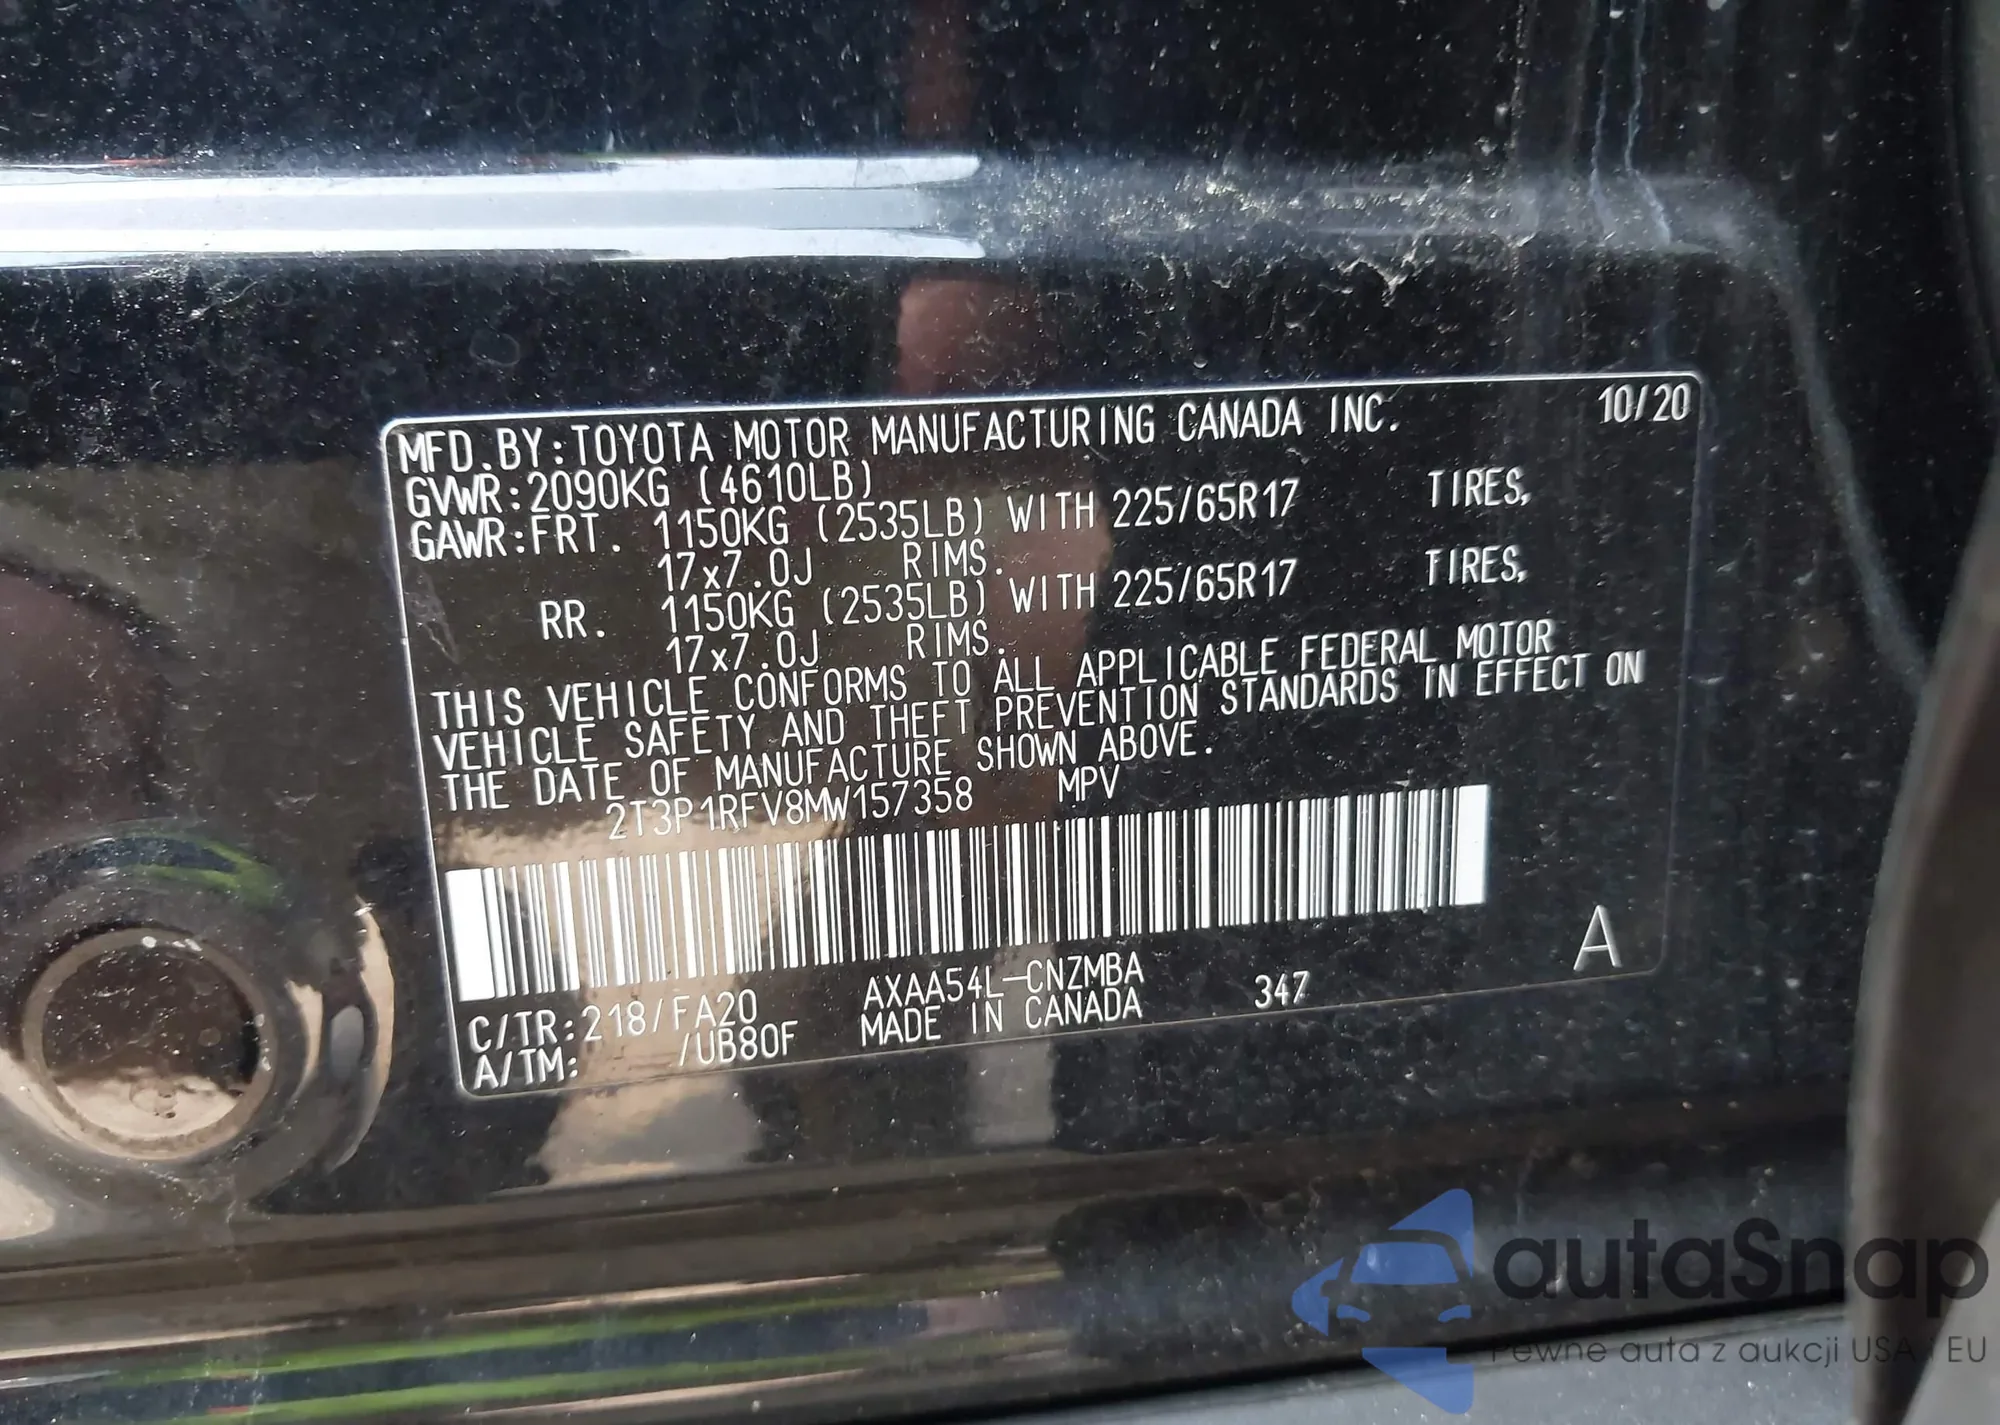 MFD.BY:TOYOTA MOTOR MANUFACTURING CANADA INC. 10/20
GVWR:2090KG (4610LB)
GAWR:FRT. 1150KG (2535LB) WITH 225/65R17 TIRES,
17x7.0J RIMS.
RR. 1150KG (2535LB) WITH 225/65R17 TIRES,
17x7.0J RIMS.
THIS VEHICLE CONFORMS TO ALL APPLICABLE FEDERAL MOTOR
VEHICLE SAFETY AND THEFT PREVENTION STANDARDS IN EFFECT ON
THE DATE OF MANUFACTURE SHOWN ABOVE.
2T3P1RFV8MW157358 MPV
A
C/TR:218/FA20 AXAA54L-CNZMBA 347
A/TM: /UB80F MADE IN CANADA
autaSnap
Pewne auta z aukcji USA i EU